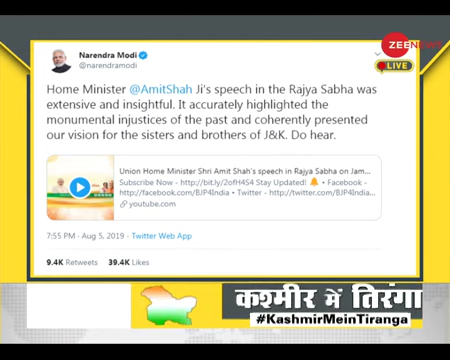 ZEE NEWS
LIVE
Narendra Modi
@narendramodi
Home Minister @AmitShah Ji's speech in the Rajya Sabha was
extensive and insightful. It accurately highlighted the
monumental injustices of the past and coherently presented
our vision for the sisters and brothers of J&K. Do hear.
Union Home Minister Shri Amit Shah's speech in Rajya Sabha on Jam...
Subscribe Now - http://bit.ly/2ofH4S4 Stay Updated! 🔔 • Facebook -
http://facebook.com/BJP4India • Twitter - http://twitter.com/BJP4India...
youtube.com
7:55 PM - Aug 5, 2019 - Twitter Web App
9.4K Retweets 39.4K Likes
कश्मीर में तिरंगा
#KashmirMeinTiranga